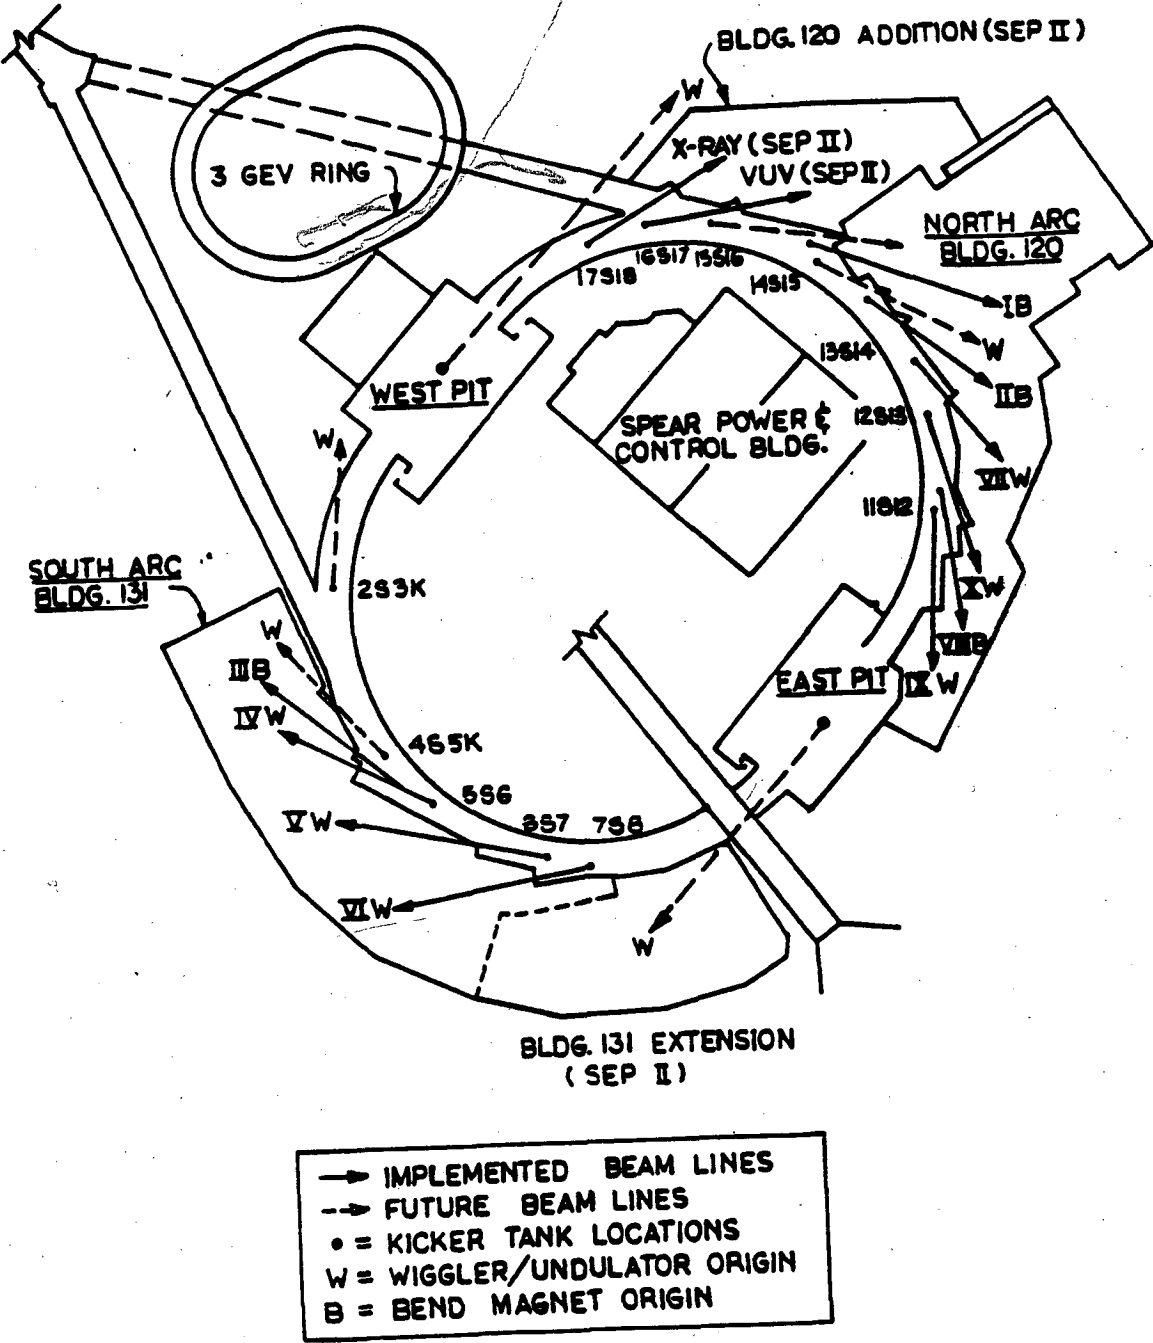 BLDG. 120 ADDITION (SEP II)
W
X-RAY (SEP II)
VUV (SEP II)
3 GEV RING
NORTH ARC
BLDG. 120
17S18
16S17
15S16
14S15
IB
W
13S14
IIB
WEST PIT
12S13
SPEAR POWER &
CONTROL BLDG.
W
VII W
11S12
SOUTH ARC
BLDG. 131
2S3K
X W
W
VIII B
IIIB
EAST PIT
IX W
IV W
4S5K
5S6
V W
6S7
7S8
VI W
W
BLDG. 131 EXTENSION
(SEP II)
IMPLEMENTED BEAM LINES
FUTURE BEAM LINES
• = KICKER TANK LOCATIONS
W = WIGGLER/UNDULATOR ORIGIN
B = BEND MAGNET ORIGIN